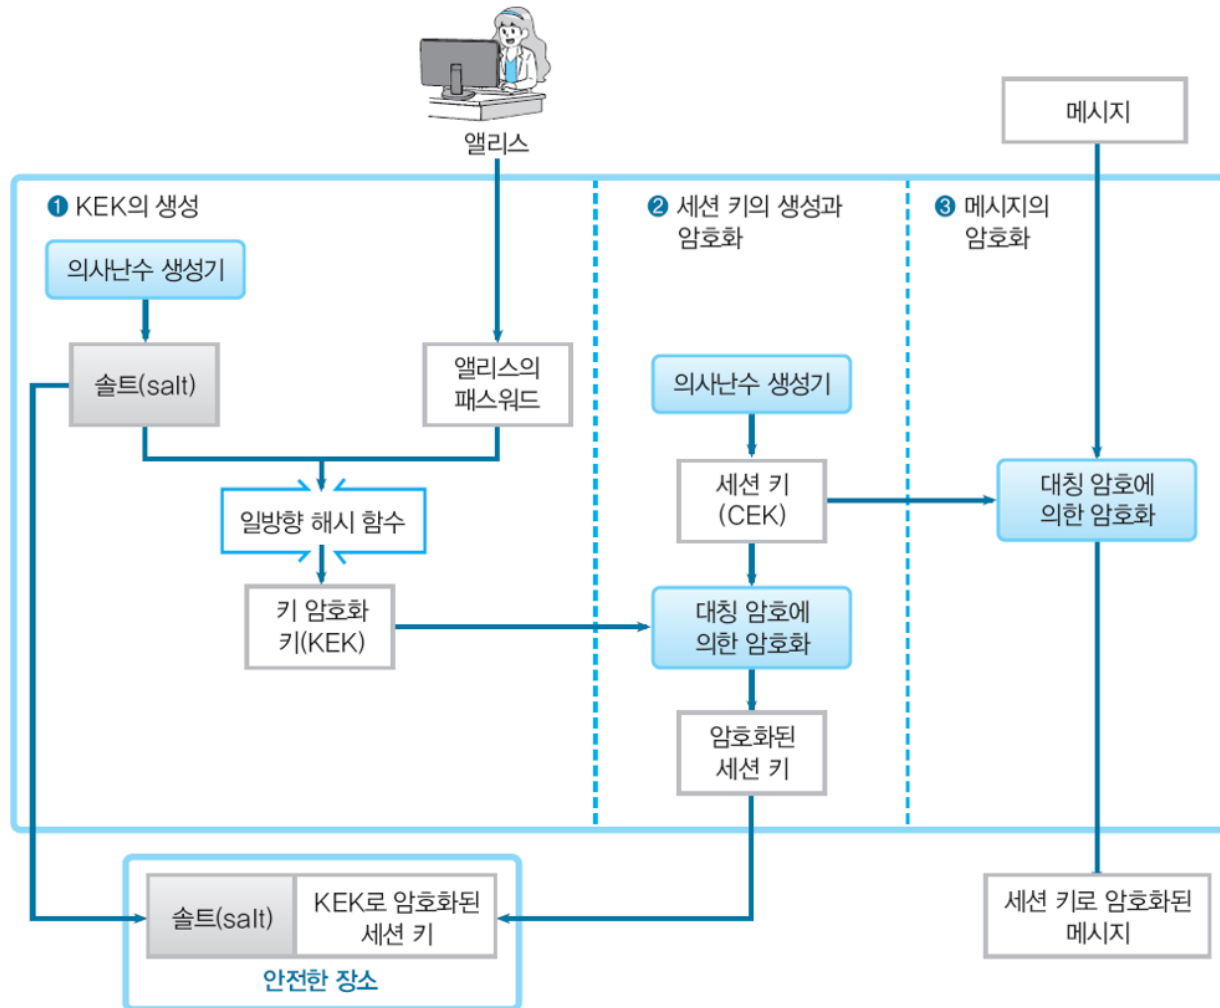 앨리스
메시지
❶ KEK의 생성
의사난수 생성기
솔트(salt)
앨리스의
패스워드
일방향 해시 함수
키 암호화
키(KEK)
❷ 세션 키의 생성과
암호화
의사난수 생성기
세션 키
(CEK)
대칭 암호에
의한 암호화
암호화된
세션 키
❸ 메시지의
암호화
대칭 암호에
의한 암호화
솔트(salt)
KEK로 암호화된
세션 키
안전한 장소
세션 키로 암호화된
메시지